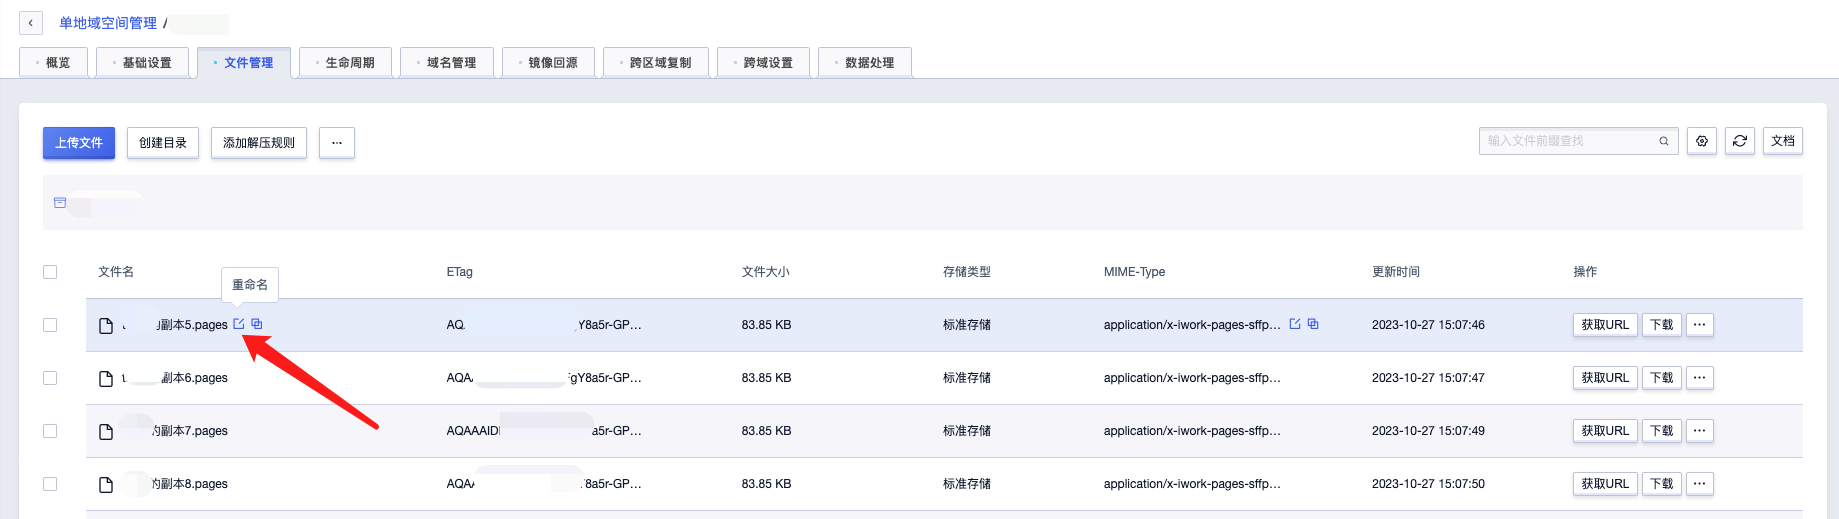 单地域空间管理 /
概览 基础设置 文件管理 生命周期 域名管理 镜像回源 跨区域复制 跨域设置 数据处理
上传文件 创建目录 添加解压规则 ... 输入文件前缀查找 文档
文件名 ETag 文件大小 存储类型 MIME-Type 更新时间 操作
重命名
副本5.pages AQ Y8a5r-GP... 83.85 KB 标准存储 application/x-iwork-pages-sffp... 2023-10-27 15:07:46 获取URL 下载 ...
副本6.pages AQA gY8a5r-GP... 83.85 KB 标准存储 application/x-iwork-pages-sffp... 2023-10-27 15:07:47 获取URL 下载 ...
的副本7.pages AQAAAID a5r-GP... 83.85 KB 标准存储 application/x-iwork-pages-sffp... 2023-10-27 15:07:49 获取URL 下载 ...
的副本8.pages AQA 8a5r-GP... 83.85 KB 标准存储 application/x-iwork-pages-sffp... 2023-10-27 15:07:50 获取URL 下载 ...